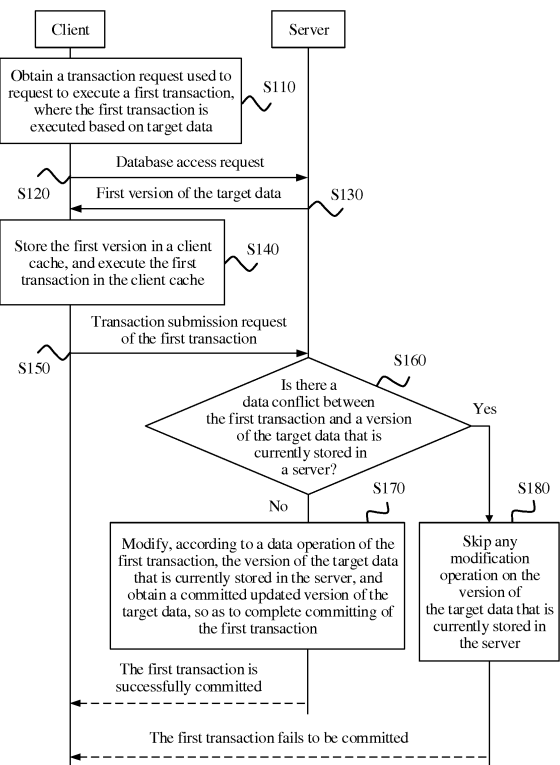 Client
Server
Obtain a transaction request used to
request to execute a first transaction,
where the first transaction is
executed based on target data
S110
Database access request
S120
First version of the target data
S130
Store the first version in a client
cache, and execute the first
transaction in the client cache
S140
Transaction submission request
of the first transaction
S150
S160
Is there a
data conflict between
the first transaction and a version
of the target data that is
currently stored in
a server?
Yes
No
S170
S180
Modify, according to a data operation of the
first transaction, the version of the target data
that is currently stored in the server, and
obtain a committed updated version of the
target data, so as to complete committing of
the first transaction
Skip any
modification
operation on the
version of
the target data that is
currently stored in
the server
The first transaction is
successfully committed
The first transaction fails to be committed